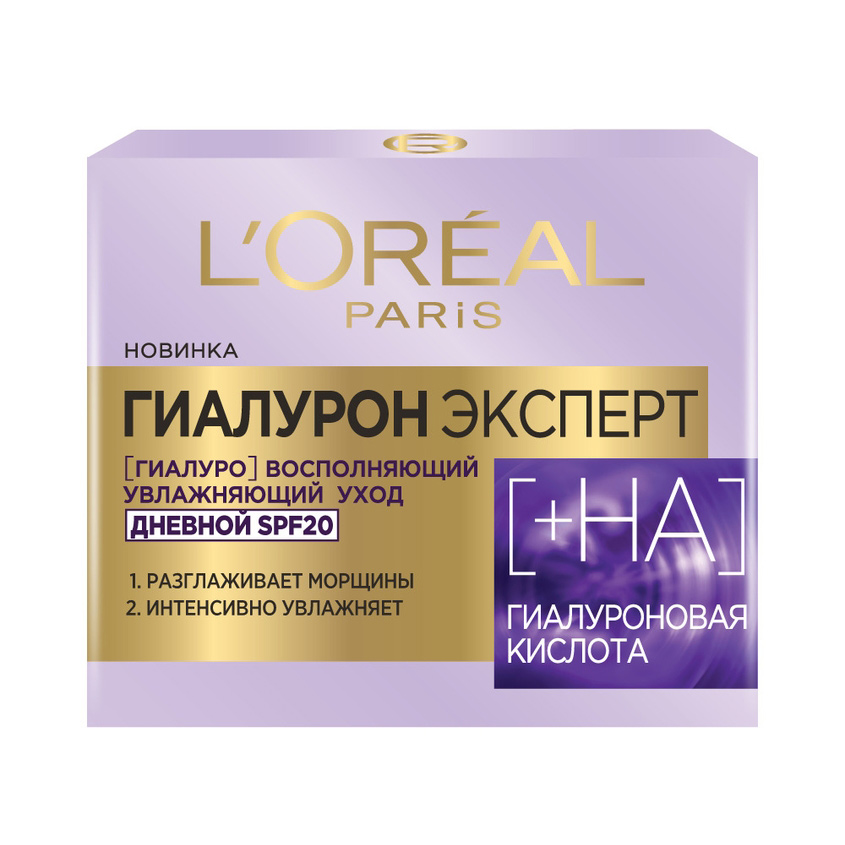 L'ORÉAL
PARiS
НОВИНКА
ГИАЛУРОН ЭКСПЕРТ
[ГИАЛУРО] ВОСПОЛНЯЮЩИЙ
УВЛАЖНЯЮЩИЙ УХОД
ДНЕВНОЙ SPF20
1. РАЗГЛАЖИВАЕТ МОРЩИНЫ
2. ИНТЕНСИВНО УВЛАЖНЯЕТ
[+HA]
ГИАЛУРОНОВАЯ
КИСЛОТА